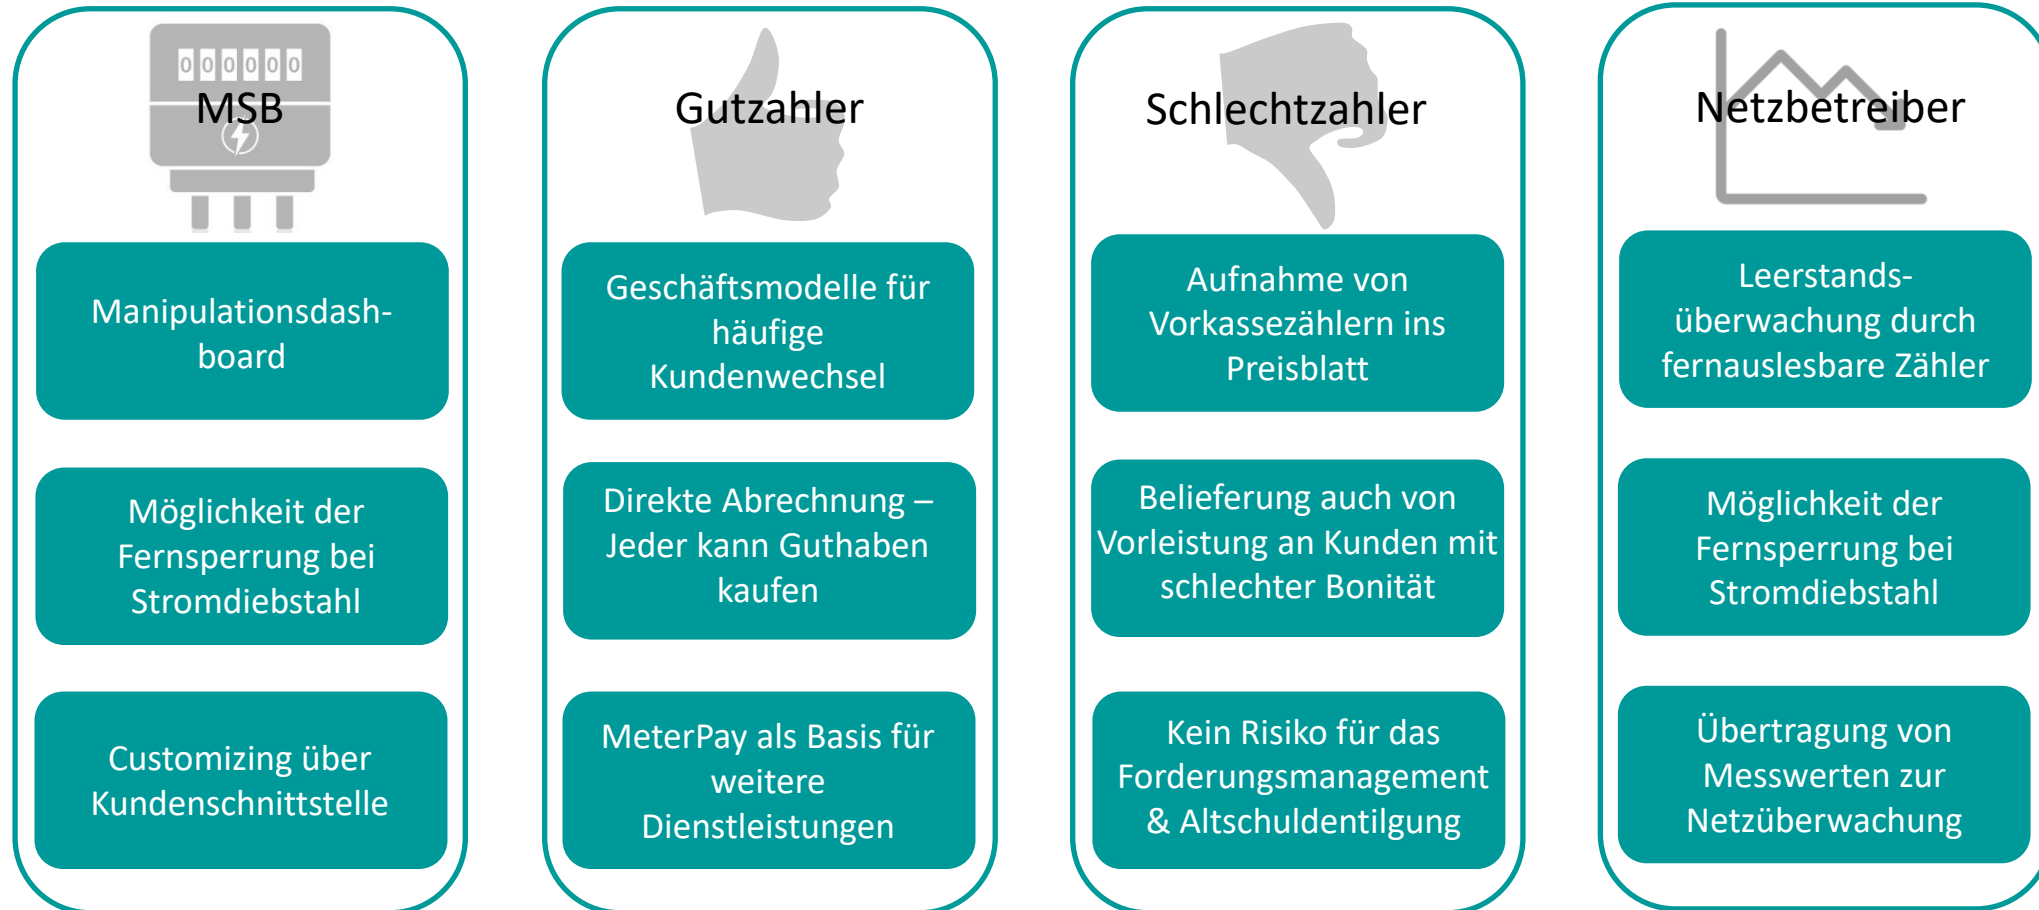 000000
MSB
Manipulationsdash-
board
Möglichkeit der
Fernsperrung bei
Stromdiebstahl
Customizing über
Kundenschnittstelle
Gutzahler
Geschäftsmodelle für
häufige
Kundenwechsel
Direkte Abrechnung –
Jeder kann Guthaben
kaufen
MeterPay als Basis für
weitere
Dienstleistungen
Schlechtzahler
Aufnahme von
Vorkassezählern ins
Preisblatt
Belieferung auch von
Vorleistung an Kunden mit
schlechter Bonität
Kein Risiko für das
Forderungsmanagement
& Altschuldentilgung
Netzbetreiber
Leerstands-
überwachung durch
fernauslesbare Zähler
Möglichkeit der
Fernsperrung bei
Stromdiebstahl
Übertragung von
Messwerten zur
Netzüberwachung